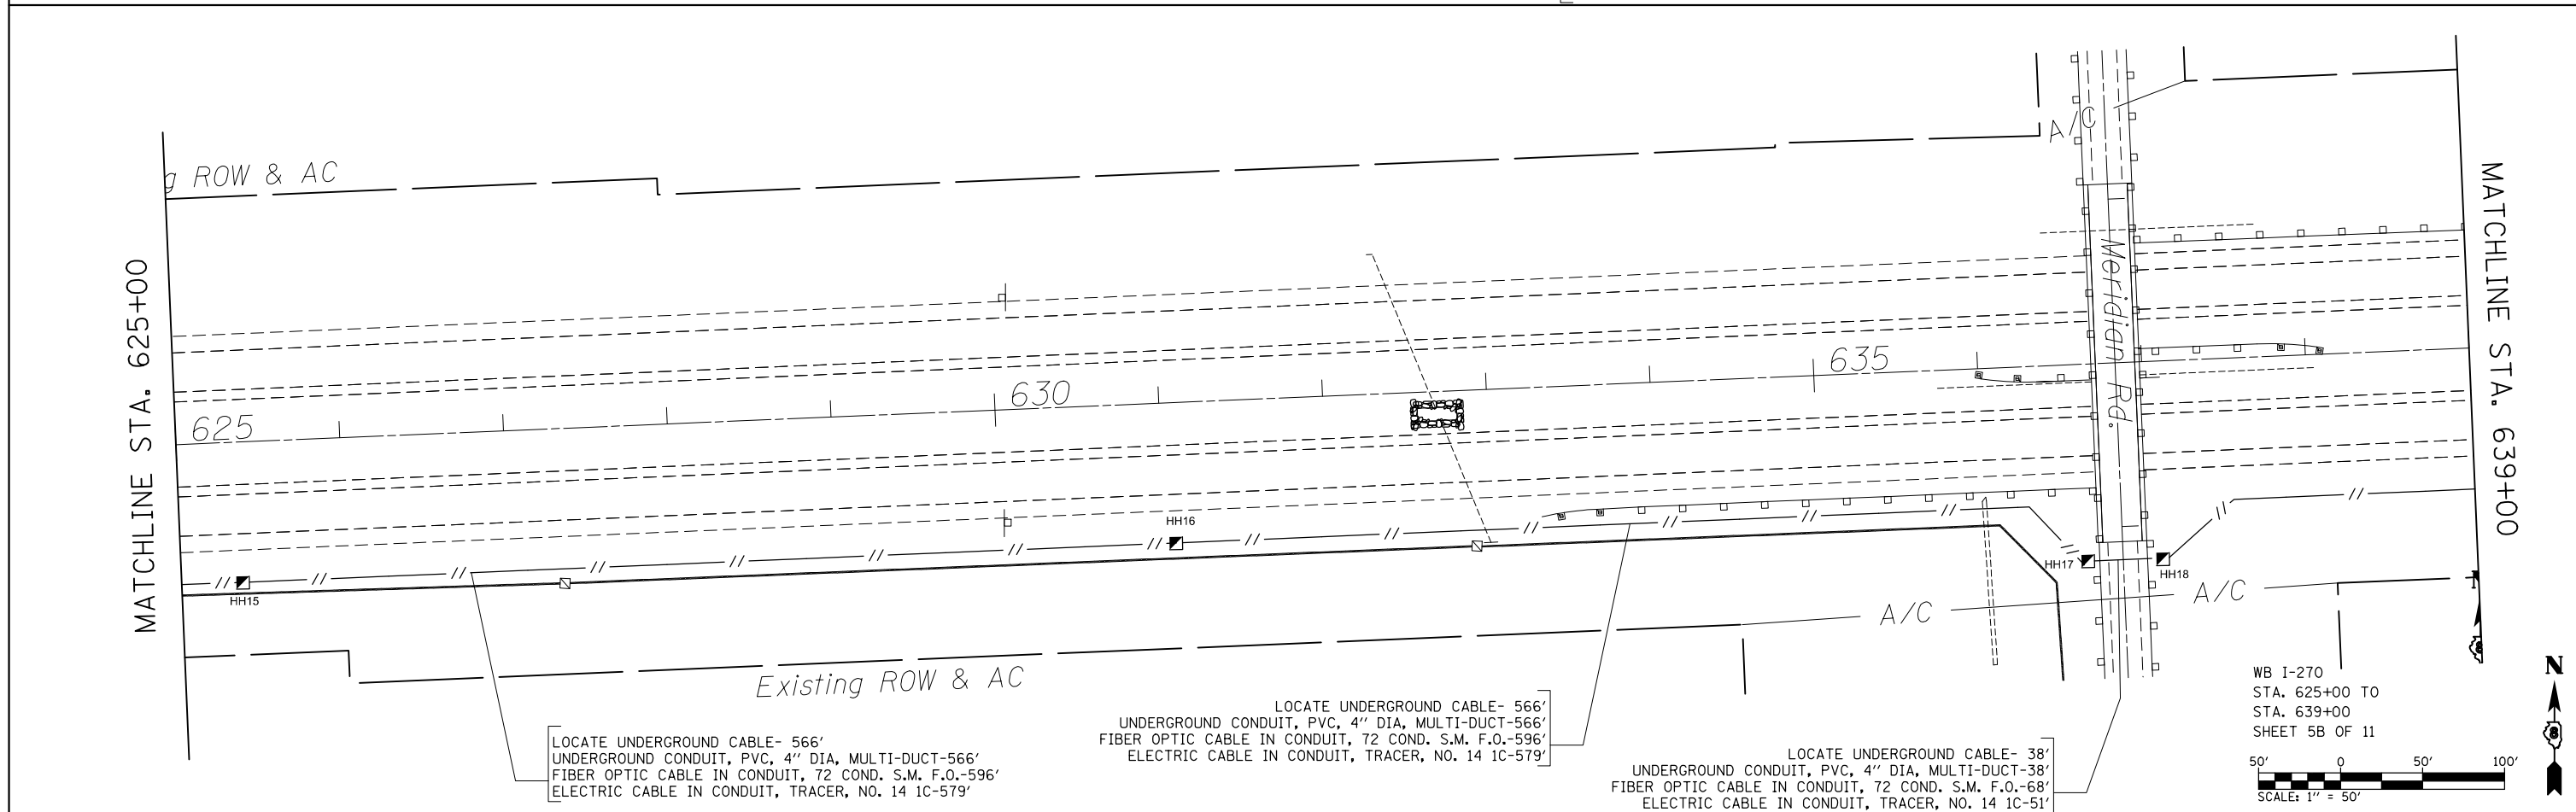 g ROW & AC
A/C
MATCHLINE STA. 625+00
MATCHLINE STA. 639+00
Meridian Rd.
625
630
635
HH15
HH16
HH17
HH18
A/C
A/C
Existing ROW & AC
LOCATE UNDERGROUND CABLE- 566'
UNDERGROUND CONDUIT, PVC, 4'' DIA, MULTI-DUCT-566'
FIBER OPTIC CABLE IN CONDUIT, 72 COND. S.M. F.O.-596'
ELECTRIC CABLE IN CONDUIT, TRACER, NO. 14 1C-579'
LOCATE UNDERGROUND CABLE- 566'
UNDERGROUND CONDUIT, PVC, 4'' DIA, MULTI-DUCT-566'
FIBER OPTIC CABLE IN CONDUIT, 72 COND. S.M. F.O.-596'
ELECTRIC CABLE IN CONDUIT, TRACER, NO. 14 1C-579'
LOCATE UNDERGROUND CABLE- 38'
UNDERGROUND CONDUIT, PVC, 4'' DIA, MULTI-DUCT-38'
FIBER OPTIC CABLE IN CONDUIT, 72 COND. S.M. F.O.-68'
ELECTRIC CABLE IN CONDUIT, TRACER, NO. 14 1C-51'
WB I-270
STA. 625+00 TO
STA. 639+00
SHEET 5B OF 11
50' 0 50' 100'
SCALE: 1'' = 50'
N
8